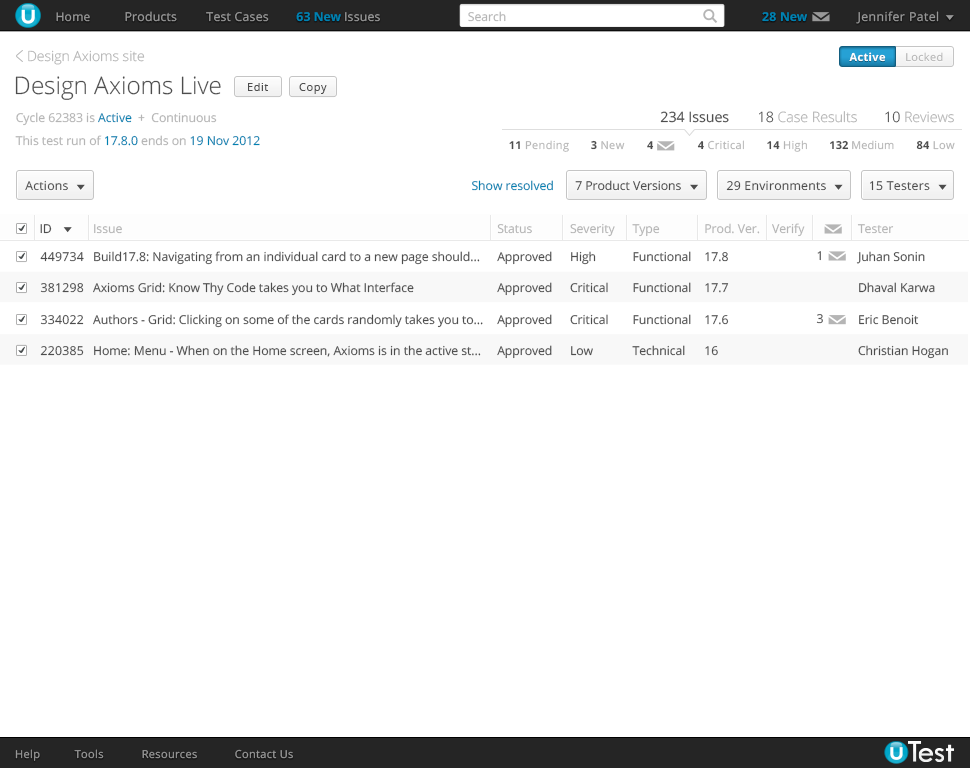 U Home Products Test Cases 63 New Issues Search 28 New Jennifer Patel
Design Axioms site Active Locked
Design Axioms Live Edit Copy
Cycle 62383 is Active + Continuous 234 Issues 18 Case Results 10 Reviews
This test run of 17.8.0 ends on 19 Nov 2012 11 Pending 3 New 4 4 Critical 14 High 132 Medium 84 Low
Actions Show resolved 7 Product Versions 29 Environments 15 Testers
ID Issue Status Severity Type Prod. Ver. Verify Tester
449734 Build17.8: Navigating from an individual card to a new page should... Approved High Functional 17.8 1 Juhan Sonin
381298 Axioms Grid: Know Thy Code takes you to What Interface Approved Critical Functional 17.7 Dhaval Karwa
334022 Authors - Grid: Clicking on some of the cards randomly takes you to... Approved Critical Functional 17.6 3 Eric Benoit
220385 Home: Menu - When on the Home screen, Axioms is in the active st... Approved Low Technical 16 Christian Hogan
Help Tools Resources Contact Us UTest